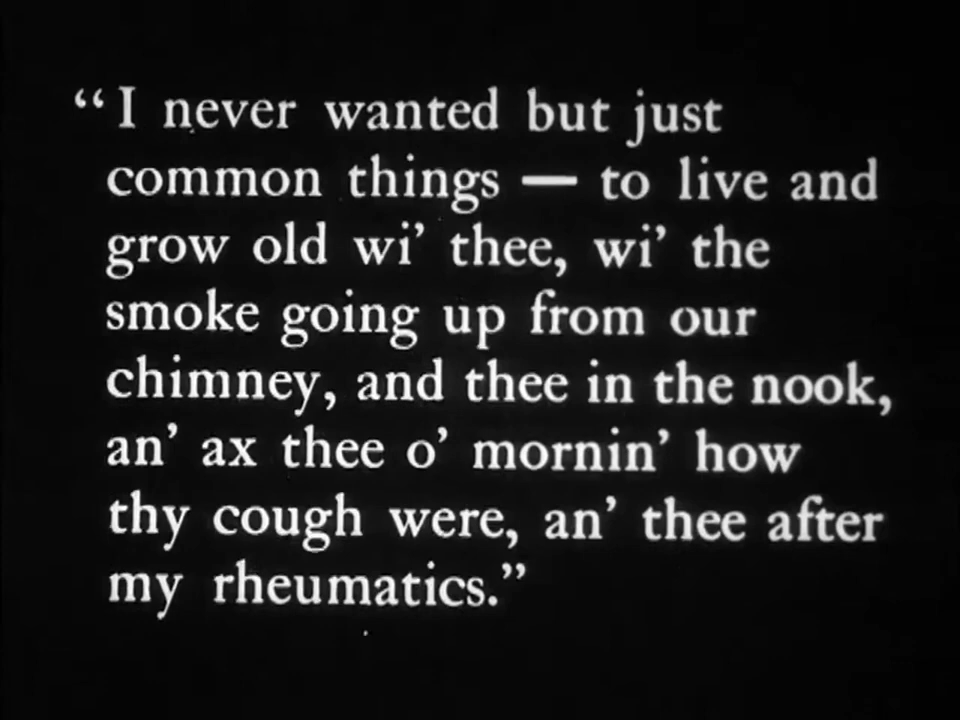 “I never wanted but just
common things — to live and
grow old wi’ thee, wi’ the
smoke going up from our
chimney, and thee in the nook,
an’ ax thee o’ mornin’ how
thy cough were, an’ thee after
my rheumatics.”